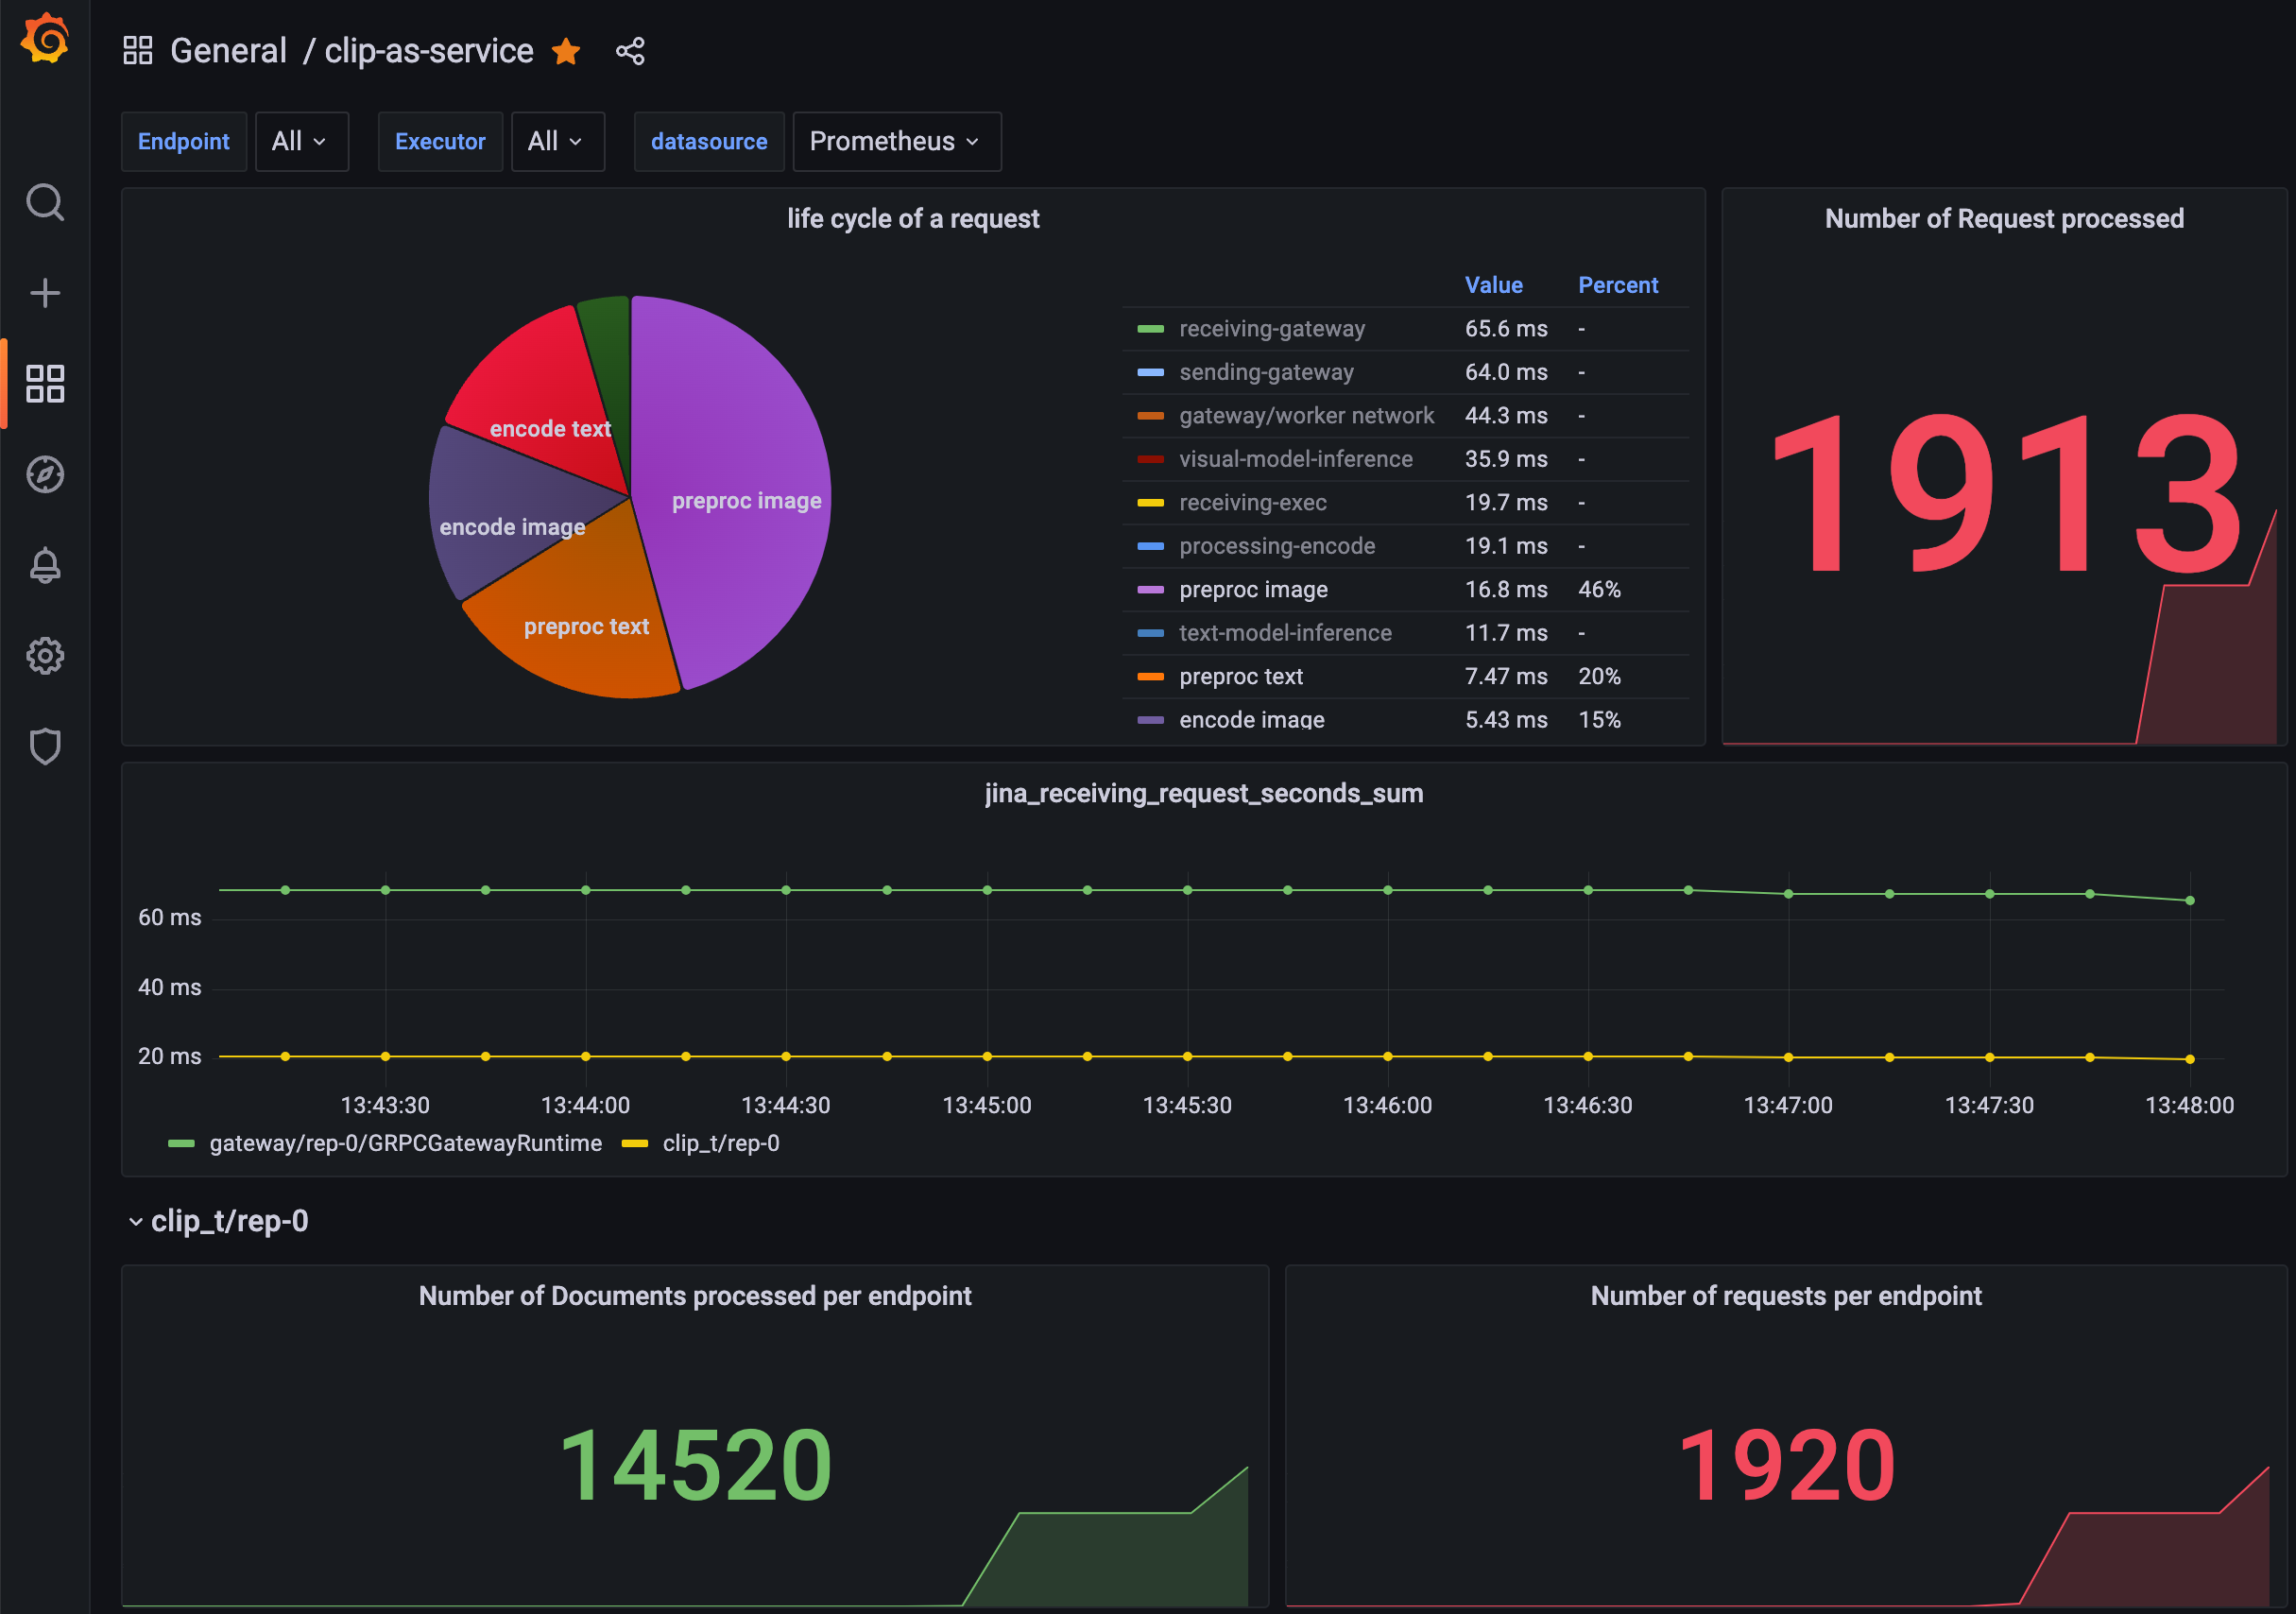 General / clip-as-service
Endpoint All Executor All datasource Prometheus
life cycle of a request
encode text
preproc image
encode image
preproc text
Value Percent
receiving-gateway 65.6 ms -
sending-gateway 64.0 ms -
gateway/worker network 44.3 ms -
visual-model-inference 35.9 ms -
receiving-exec 19.7 ms -
processing-encode 19.1 ms -
preproc image 16.8 ms 46%
text-model-inference 11.7 ms -
preproc text 7.47 ms 20%
encode image 5.43 ms 15%
Number of Request processed
1913
jina_receiving_request_seconds_sum
60 ms
40 ms
20 ms
13:43:30 13:44:00 13:44:30 13:45:00 13:45:30 13:46:00 13:46:30 13:47:00 13:47:30 13:48:00
gateway/rep-0/GRPCGatewayRuntime clip_t/rep-0
clip_t/rep-0
Number of Documents processed per endpoint
14520
Number of requests per endpoint
1920